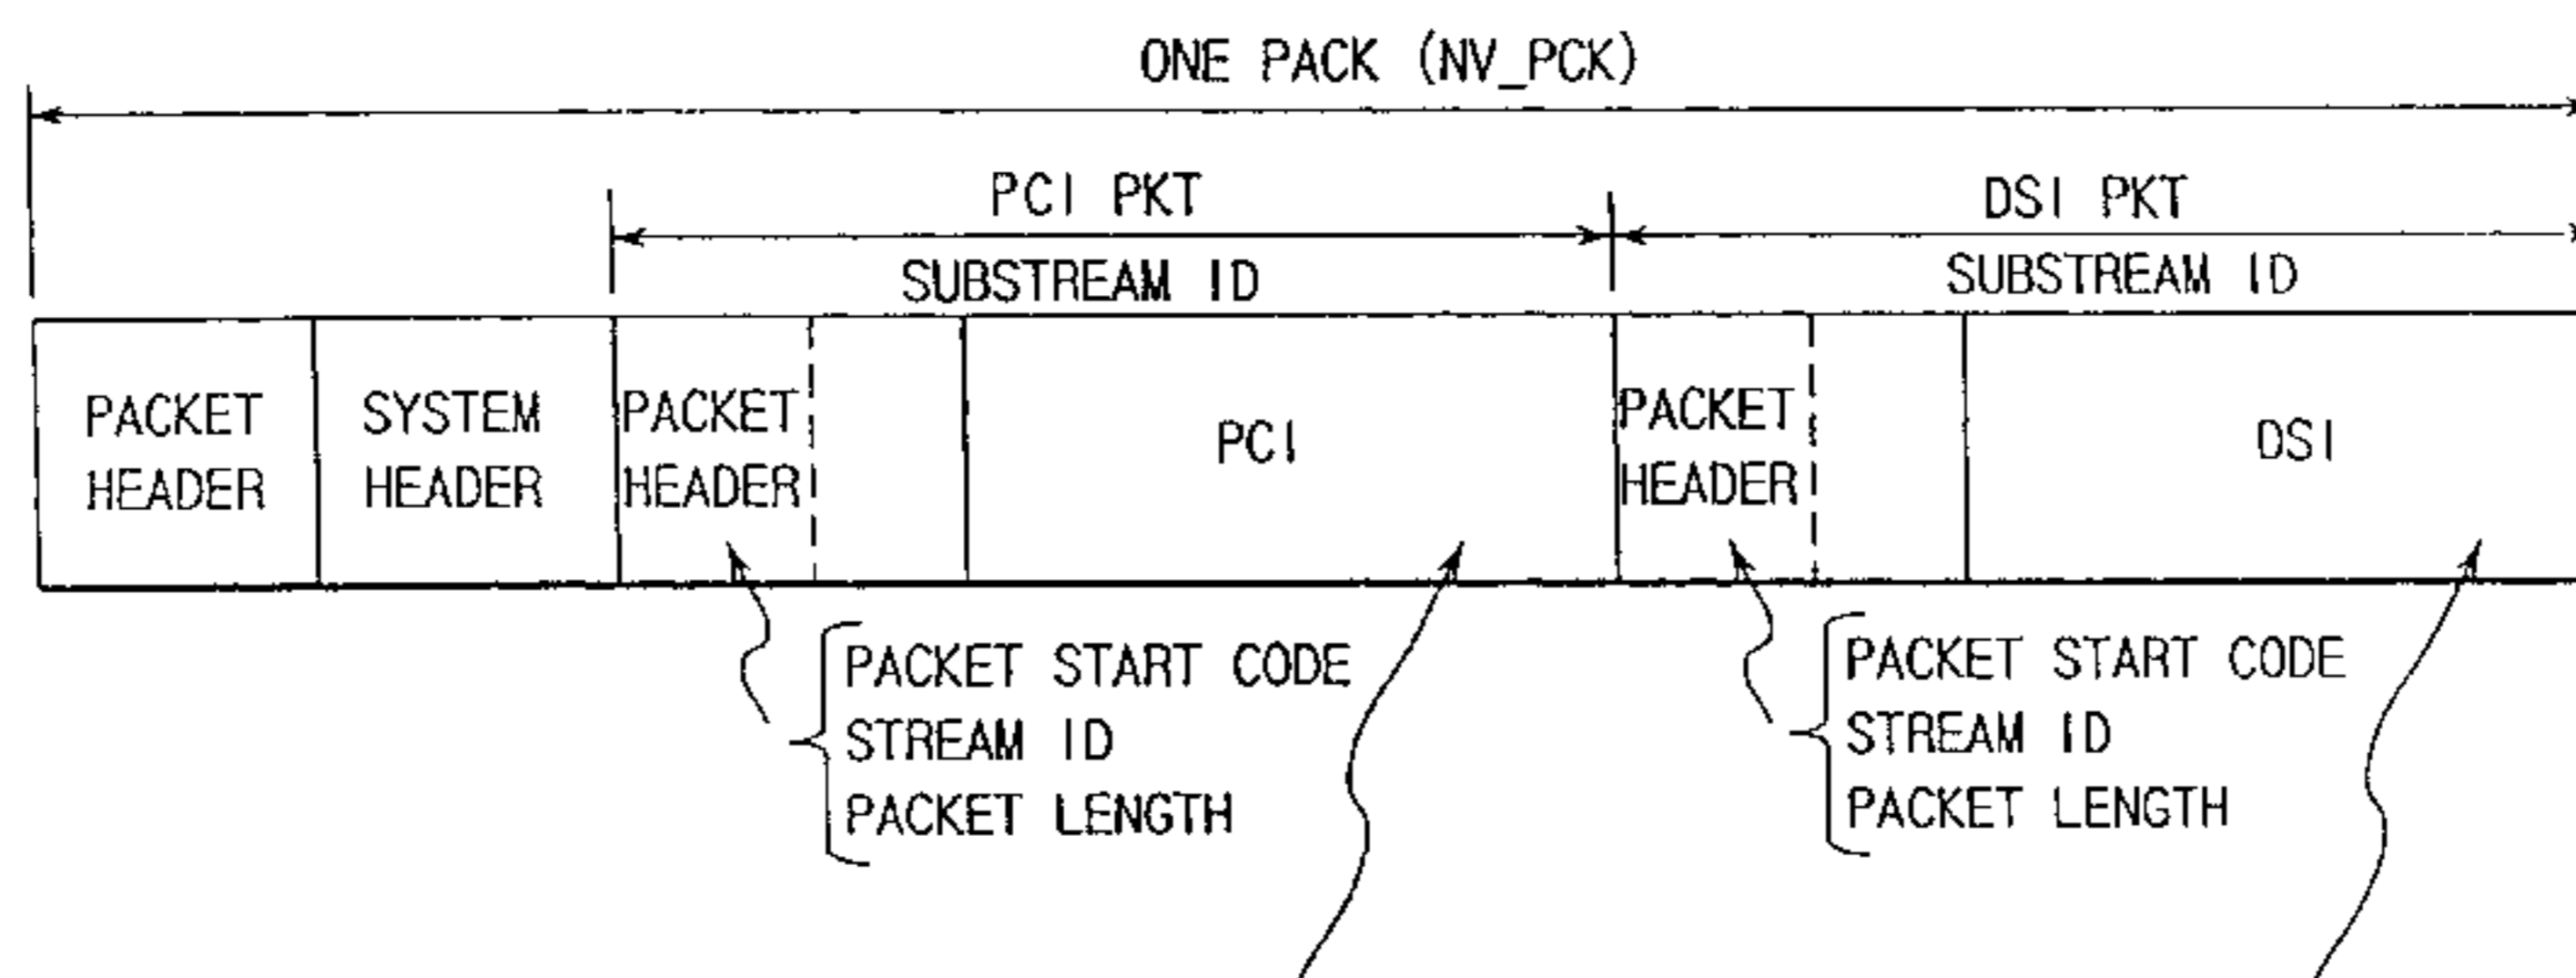 ONE PACK (NV_PCK)
PCI PKT
DSI PKT
SUBSTREAM ID
SUBSTREAM ID
PACKET
HEADER
SYSTEM
HEADER
PACKET
HEADER
PCI
PACKET
HEADER
DSI
PACKET START CODE
STREAM ID
PACKET LENGTH
PACKET START CODE
STREAM ID
PACKET LENGTH